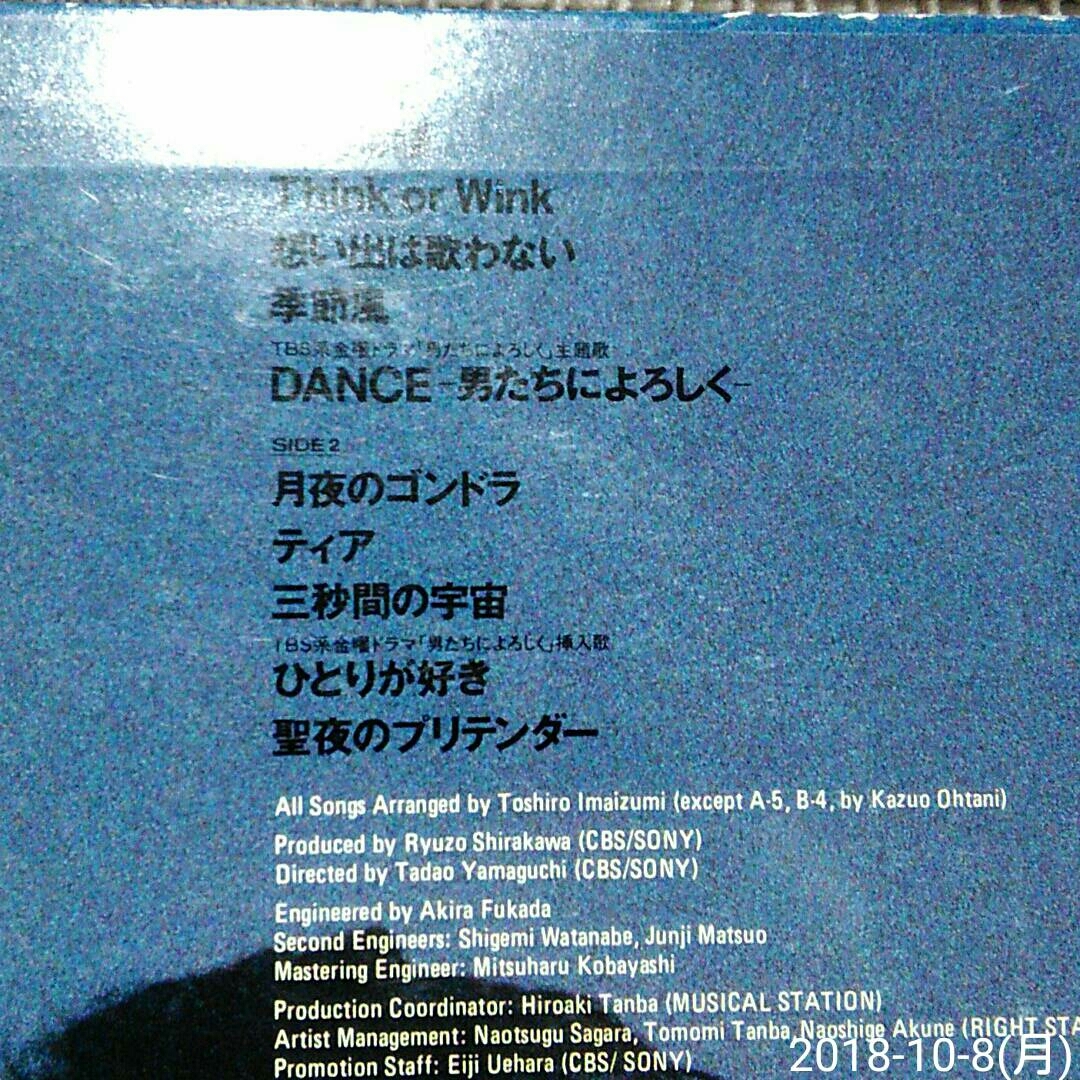 Think or Wink
想い出は歌わない
季節風
TBS系金曜ドラマ「男たちによろしく」主題歌
DANCE -男たちによろしく-
SIDE 2
月夜のゴンドラ
ティア
三秒間の宇宙
TBS系金曜ドラマ「男たちによろしく」挿入歌
ひとりが好き
聖夜のプリテンダー
All Songs Arranged by Toshiro Imaizumi (except A-5, B-4, by Kazuo Ohtani)
Produced by Ryuzo Shirakawa (CBS/SONY)
Directed by Tadao Yamaguchi (CBS/SONY)
Engineered by Akira Fukada
Second Engineers: Shigemi Watanabe, Junji Matsuo
Mastering Engineer: Mitsuharu Kobayashi
Production Coordinator: Hiroaki Tanba (MUSICAL STATION)
Artist Management: Naotsugu Sagara, Tomomi Tanba, Naoshige Akune (RIGHT STA
Promotion Staff: Eiji Uehara (CBS/ SONY)
2018-10-8(月)